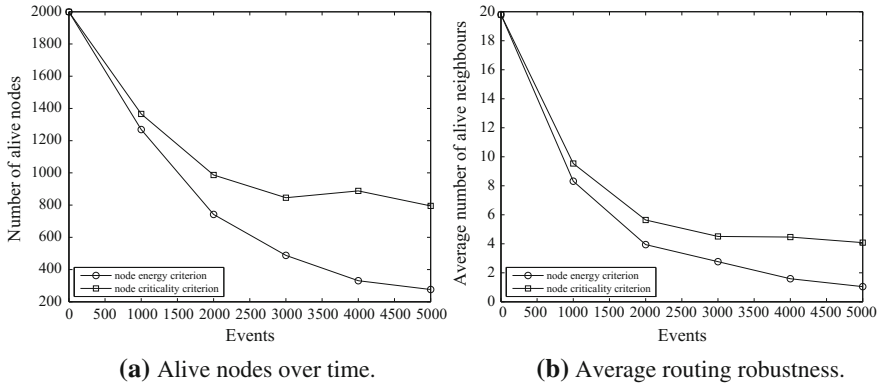 2000
1800
1600
1400
1200
1000
800
600
400
200
Number of alive nodes
node energy criterion
node criticality criterion
0 500 1000 1500 2000 2500 3000 3500 4000 4500 5000
Events
(a) Alive nodes over time.
20
18
16
14
12
10
8
6
4
2
0
Average number of alive neighbours
node energy criterion
node criticality criterion
0 500 1000 1500 2000 2500 3000 3500 4000 4500 5000
Events
(b) Average routing robustness.